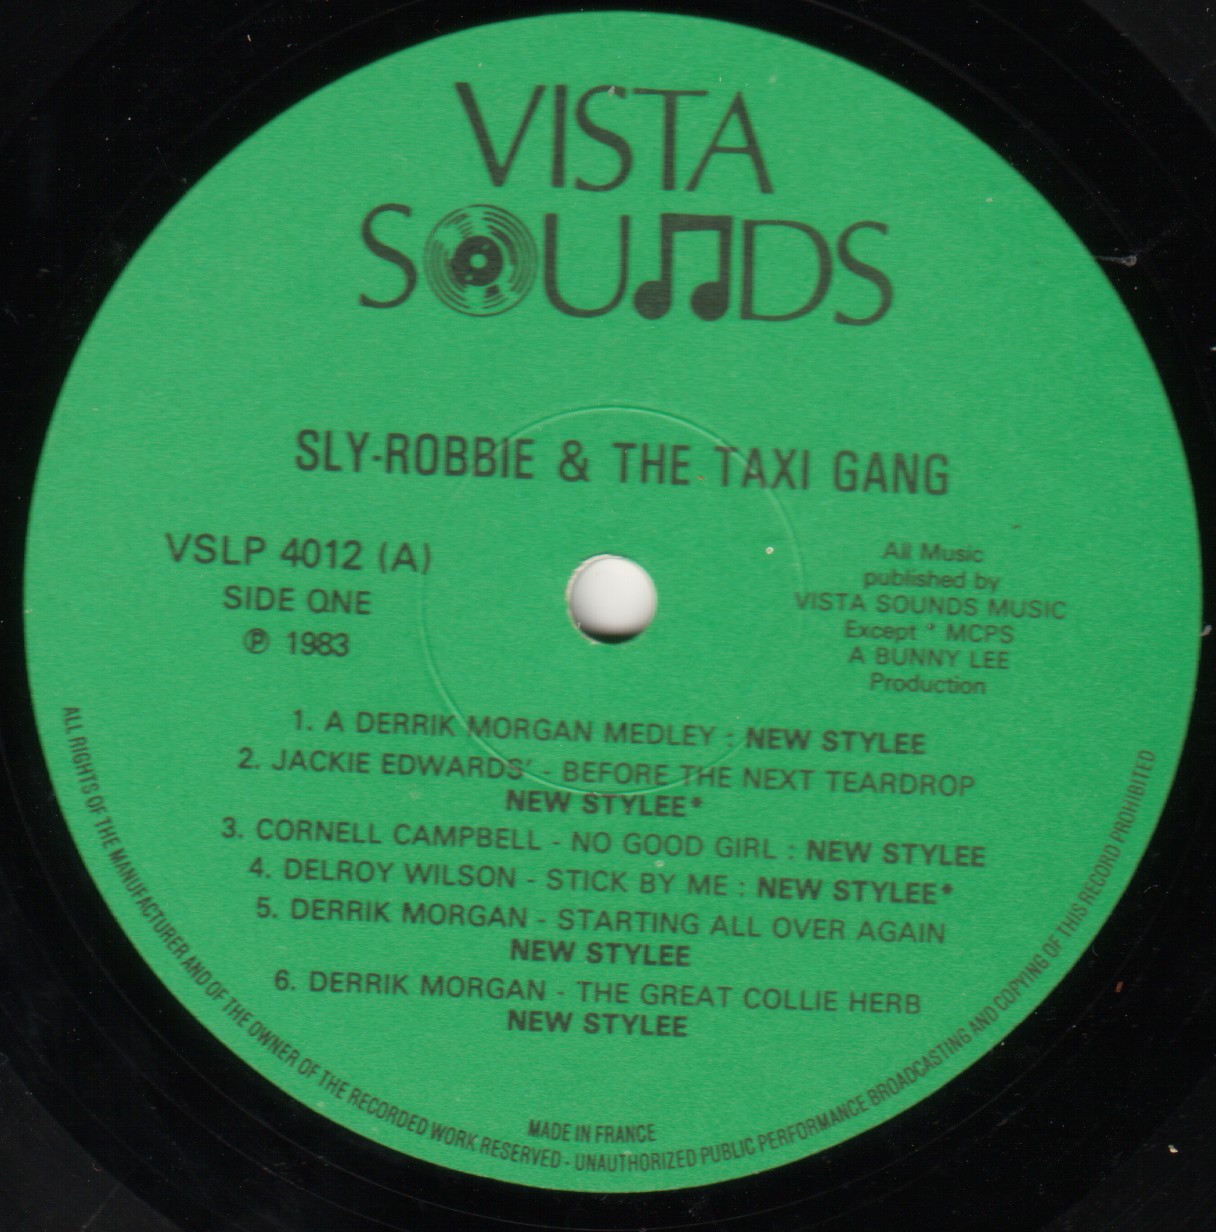 VISTA
SOUNDS
SLY-ROBBIE & THE TAXI GANG
VSLP 4012 (A)
SIDE ONE
℗ 1983
All Music
published by
VISTA SOUNDS MUSIC
Except * MCPS
A BUNNY LEE
Production
1. A DERRIK MORGAN MEDLEY : NEW STYLEE
2. JACKIE EDWARDS' - BEFORE THE NEXT TEARDROP
NEW STYLEE*
3. CORNELL CAMPBELL - NO GOOD GIRL : NEW STYLEE
4. DELROY WILSON - STICK BY ME : NEW STYLEE*
5. DERRIK MORGAN - STARTING ALL OVER AGAIN
NEW STYLEE
6. DERRIK MORGAN - THE GREAT COLLIE HERB
NEW STYLEE
MADE IN FRANCE
ALL RIGHTS OF THE MANUFACTURER AND OF THE OWNER OF THE RECORDED WORK RESERVED - UNAUTHORIZED PUBLIC PERFORMANCE BROADCASTING AND COPYING OF THIS RECORD PROHIBITED